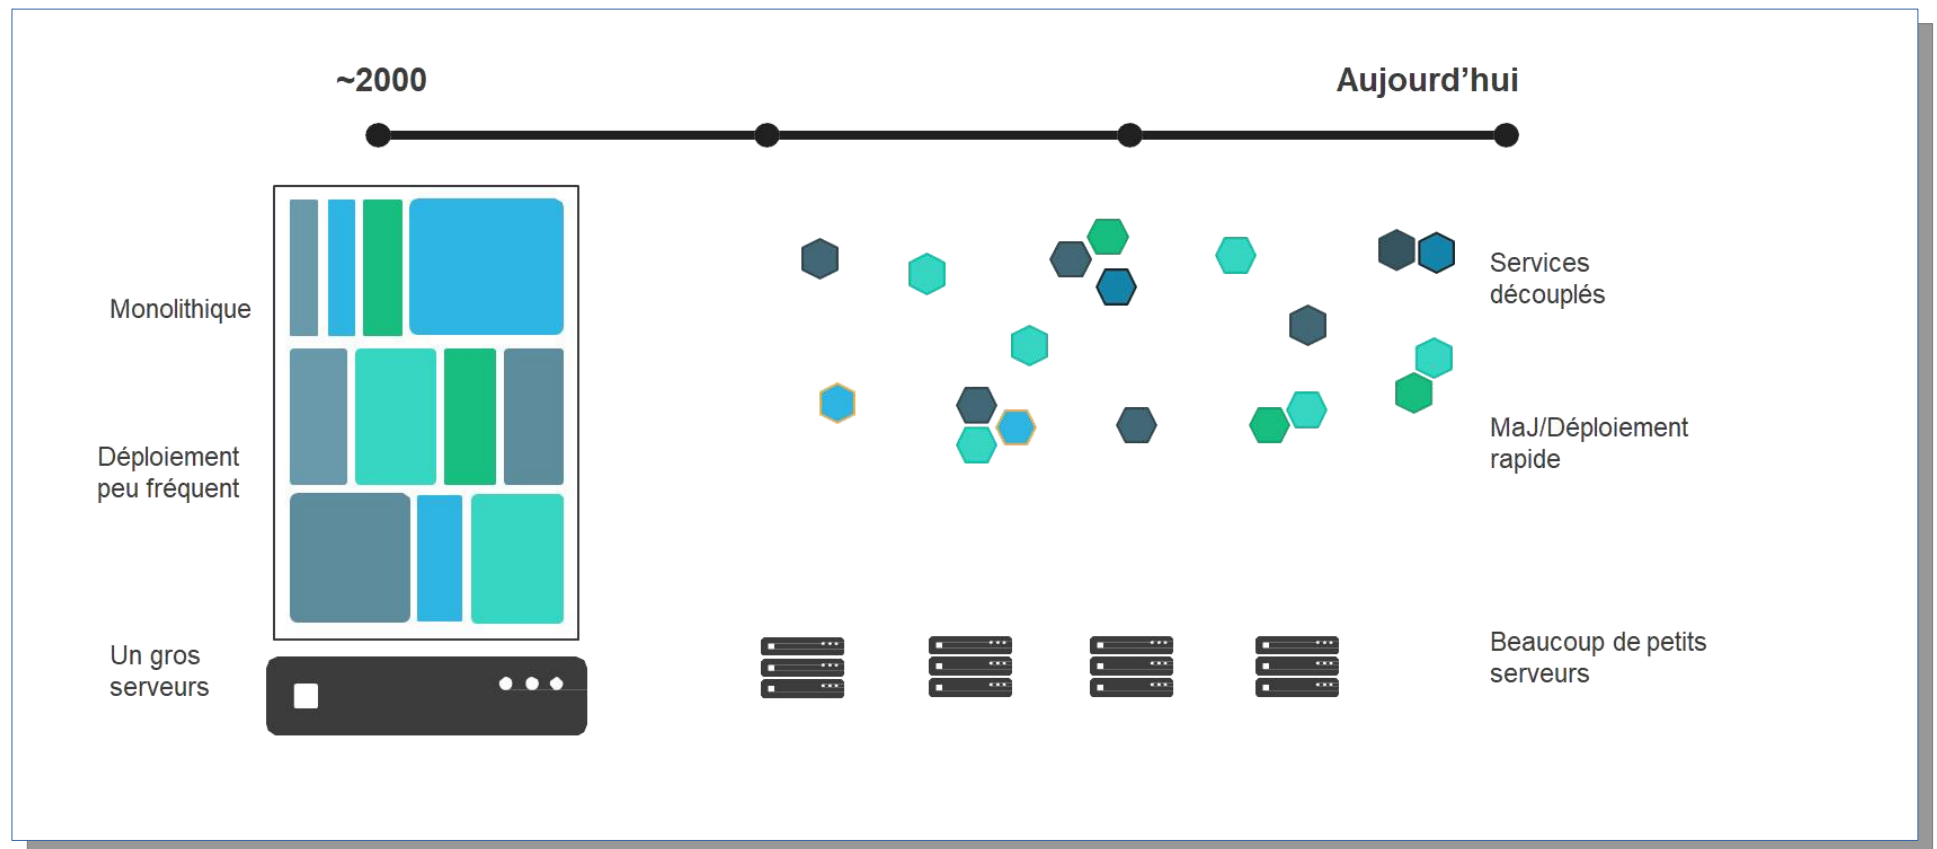 ~2000
Aujourd’hui
Monolithique
Déploiement
peu fréquent
Un gros
serveurs
Services
découplés
MaJ/Déploiement
rapide
Beaucoup de petits
serveurs